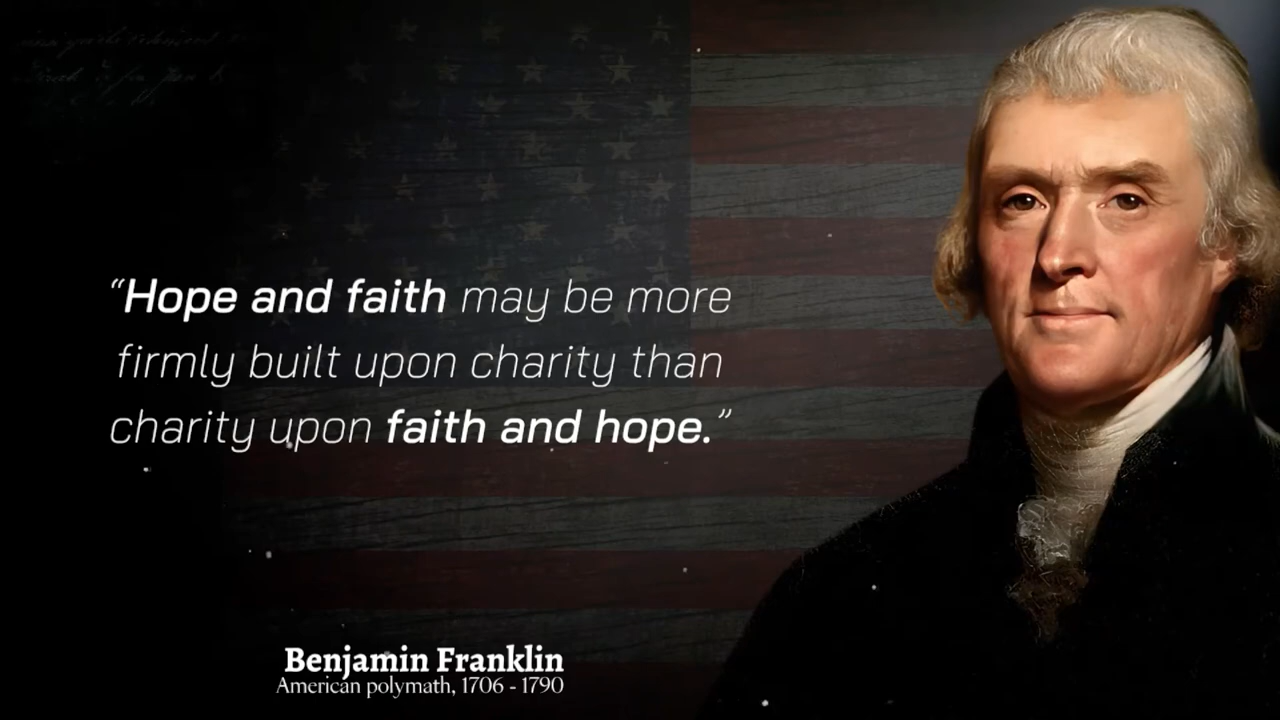 “Hope and faith may be more
firmly built upon charity than
charity upon faith and hope.”
Benjamin Franklin
American polymath, 1706 - 1790